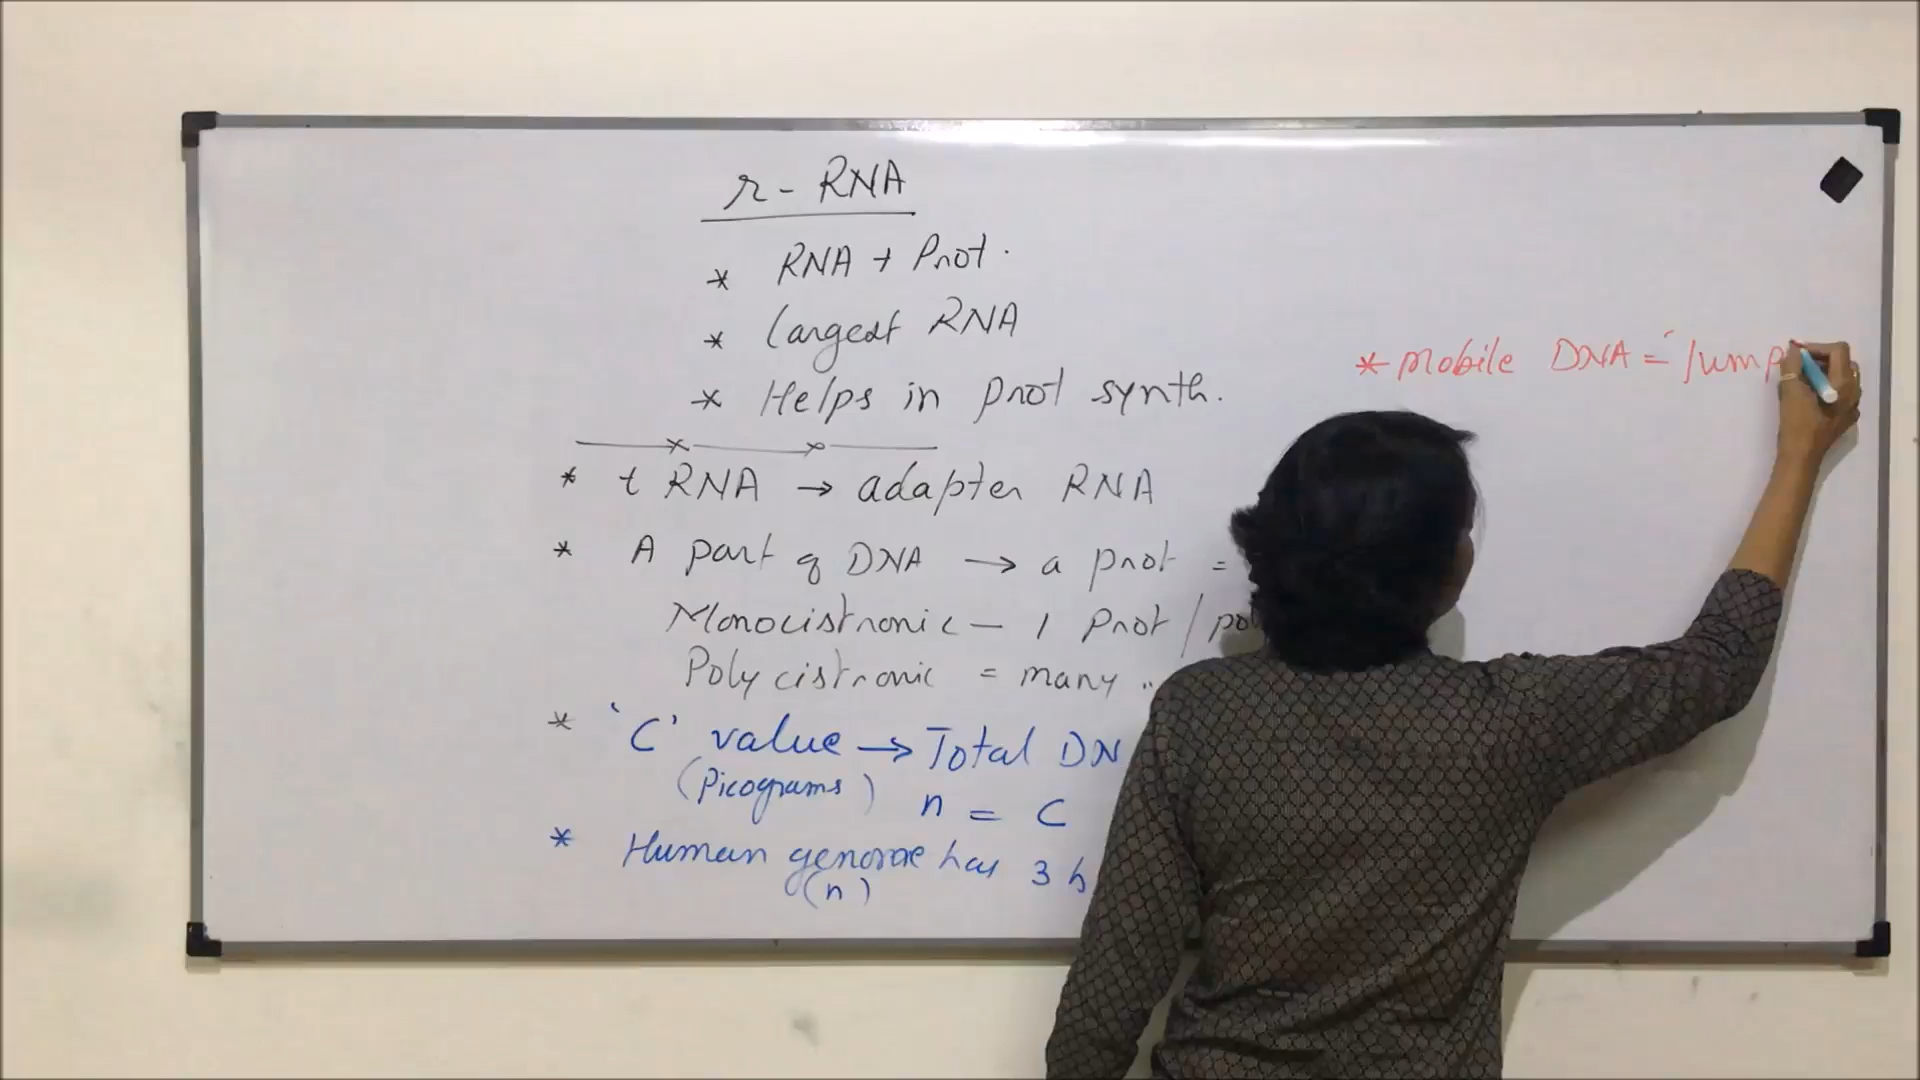 r- RNA
* RNA + Prot.
* largest RNA
* Helps in prot synth.
* t RNA → adapter RNA
* A part of DNA → a prot =
Monocistronic – 1 Prot / pol
Polycistronic = many "
* 'C' value → Total DN
(Picograms) n = C
* Human genome has 3 b
(n)
* Mobile DNA = Jump